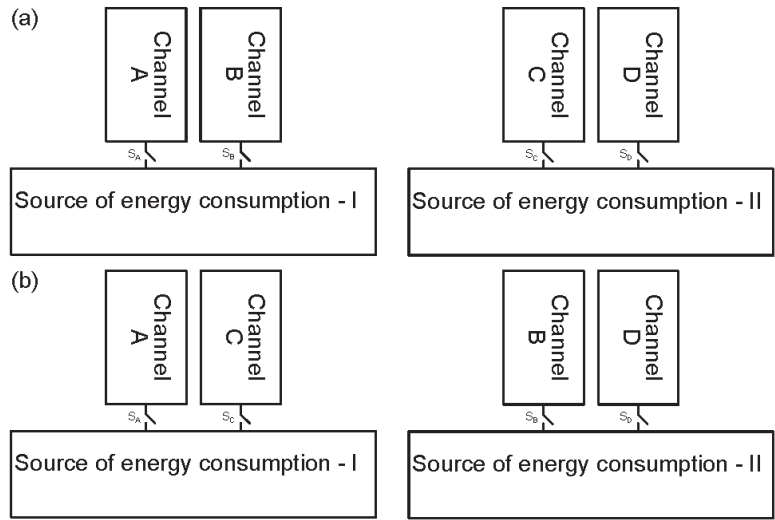 (a)
Channel
A
Channel
B
Channel
C
Channel
D
SA
SB
SC
SD
Source of energy consumption - I
Source of energy consumption - II
(b)
Channel
A
Channel
C
Channel
B
Channel
D
SA
SC
SB
SD
Source of energy consumption - I
Source of energy consumption - II